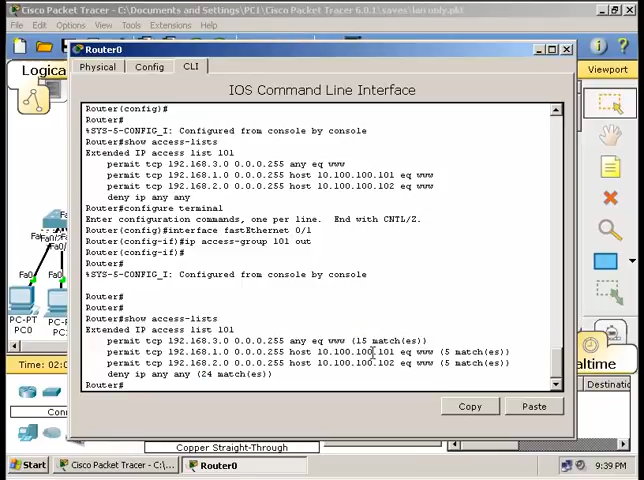 Cisco Packet Tracer - C:\Documents and Settings\PC1\Cisco Packet Tracer 6.0.1\saves\lan only.pkt
File Edit Options View Tools Extensions Help
Router0
Logical
Viewport
Physical Config CLI
IOS Command Line Interface
Router(config)#
Router#
%SYS-5-CONFIG_I: Configured from console by console
Router#show access-lists
Extended IP access list 101
permit tcp 192.168.3.0 0.0.0.255 any eq www
permit tcp 192.168.1.0 0.0.0.255 host 10.100.100.101 eq www
permit tcp 192.168.2.0 0.0.0.255 host 10.100.100.102 eq www
deny ip any any
Router#configure terminal
Enter configuration commands, one per line. End with CNTL/Z.
Router(config)#interface fastEthernet 0/1
Router(config-if)#ip access-group 101 out
Router(config-if)#
Router#
%SYS-5-CONFIG_I: Configured from console by console
Router#
Router#
Router#show access-lists
Extended IP access list 101
permit tcp 192.168.3.0 0.0.0.255 any eq www (15 match(es))
permit tcp 192.168.1.0 0.0.0.255 host 10.100.100.101 eq www (5 match(es))
permit tcp 192.168.2.0 0.0.0.255 host 10.100.100.102 eq www (5 match(es))
deny ip any any (24 match(es))
Router#
Fa0
Fa0
PC-PT
PC0
Time: 02:0
ealtime
Copy Paste
Destinatio
Copper Straight-Through
Start Cisco Packet Tracer - C:\... Router0 9:39 PM